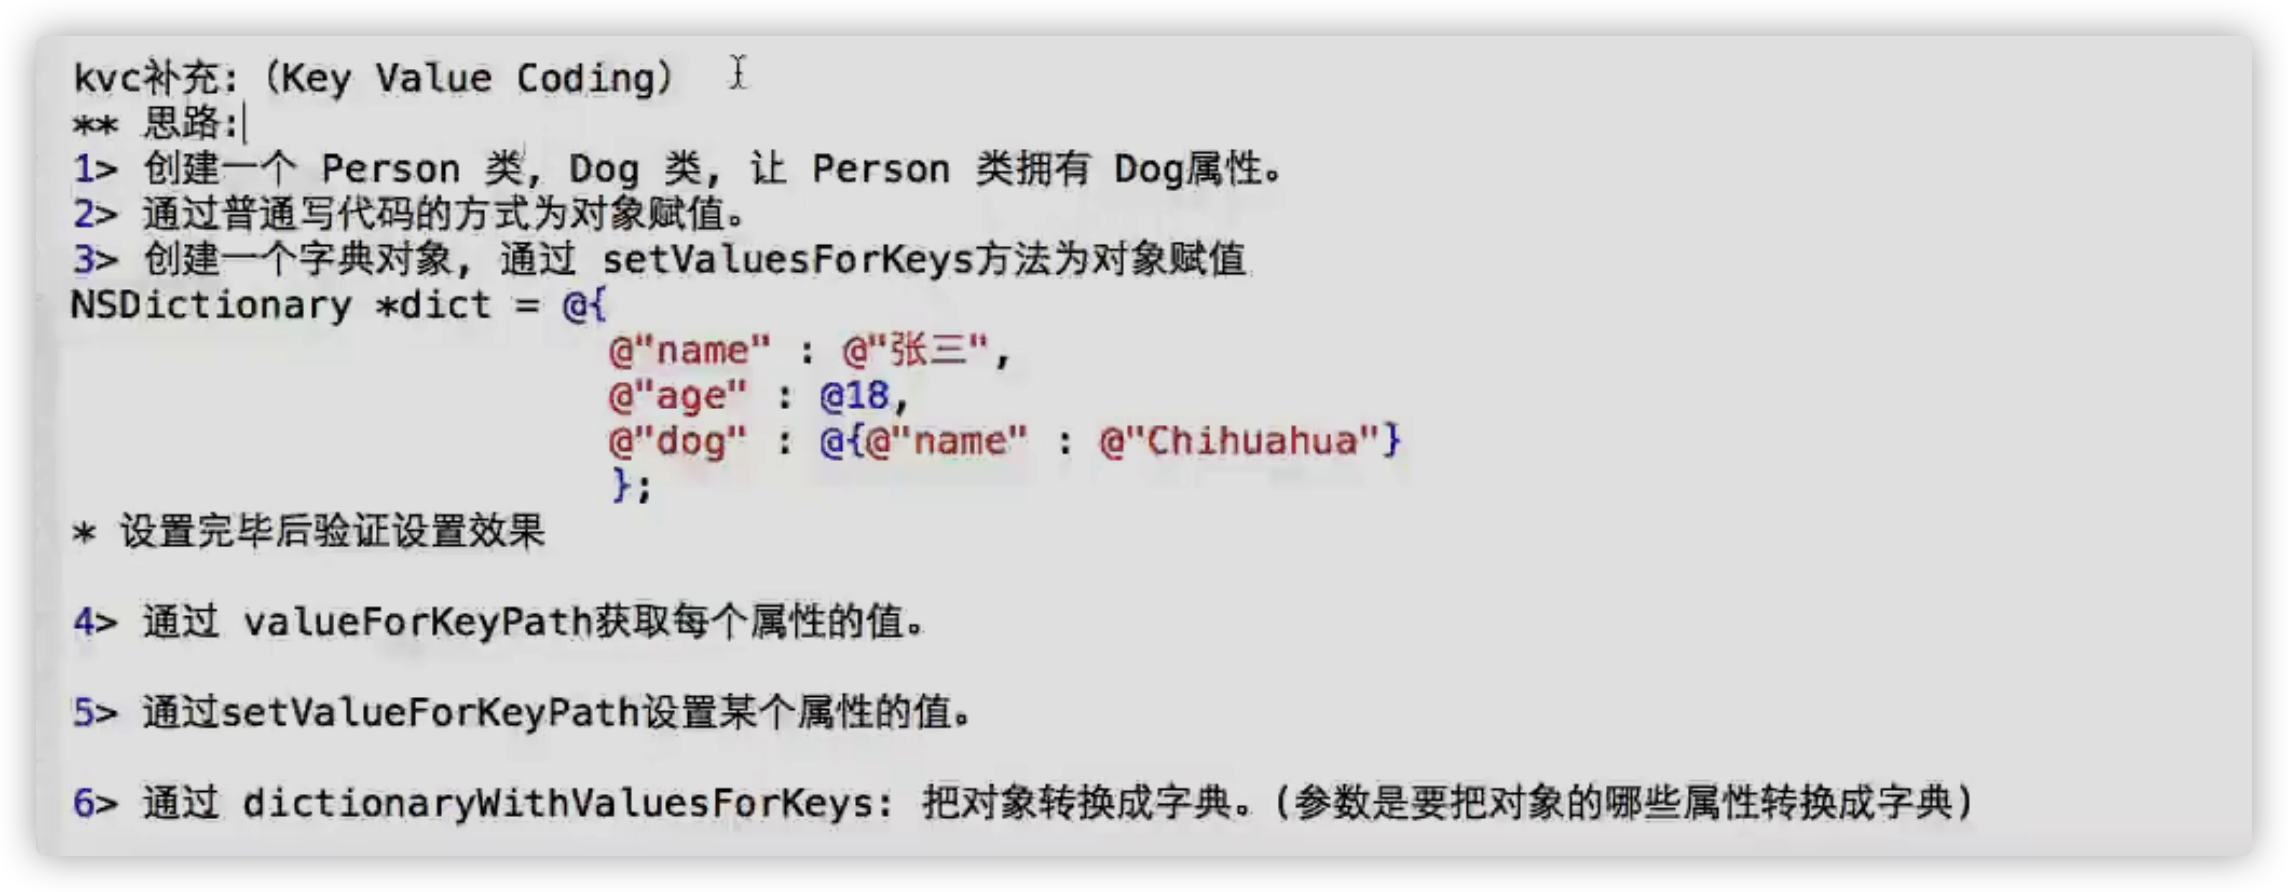 kvc补充:（Key Value Coding）
** 思路:
1> 创建一个 Person 类, Dog 类, 让 Person 类拥有 Dog属性。
2> 通过普通写代码的方式为对象赋值。
3> 创建一个字典对象, 通过 setValuesForKeys方法为对象赋值
NSDictionary *dict = @{
@"name" : @"张三",
@"age" : @18,
@"dog" : @{@"name" : @"Chihuahua"}
};
* 设置完毕后验证设置效果
4> 通过 valueForKeyPath获取每个属性的值。
5> 通过setValueForKeyPath设置某个属性的值。
6> 通过 dictionaryWithValuesForKeys: 把对象转换成字典。(参数是要把对象的哪些属性转换成字典)